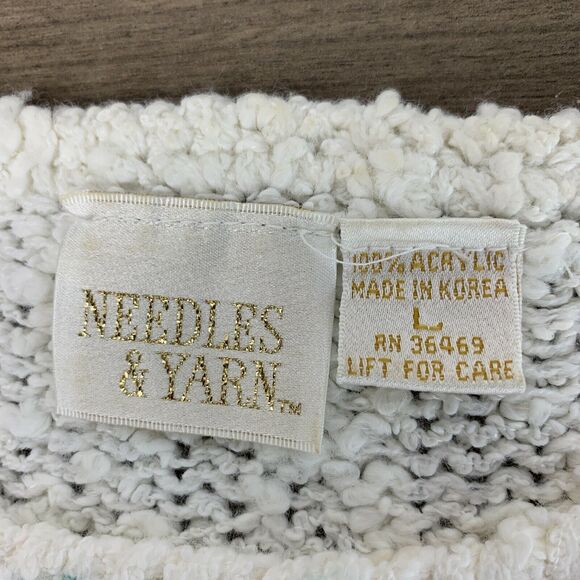 NEEDLES
& YARN™
100% ACRYLIC
MADE IN KOREA
L
RN 36469
LIFT FOR CARE